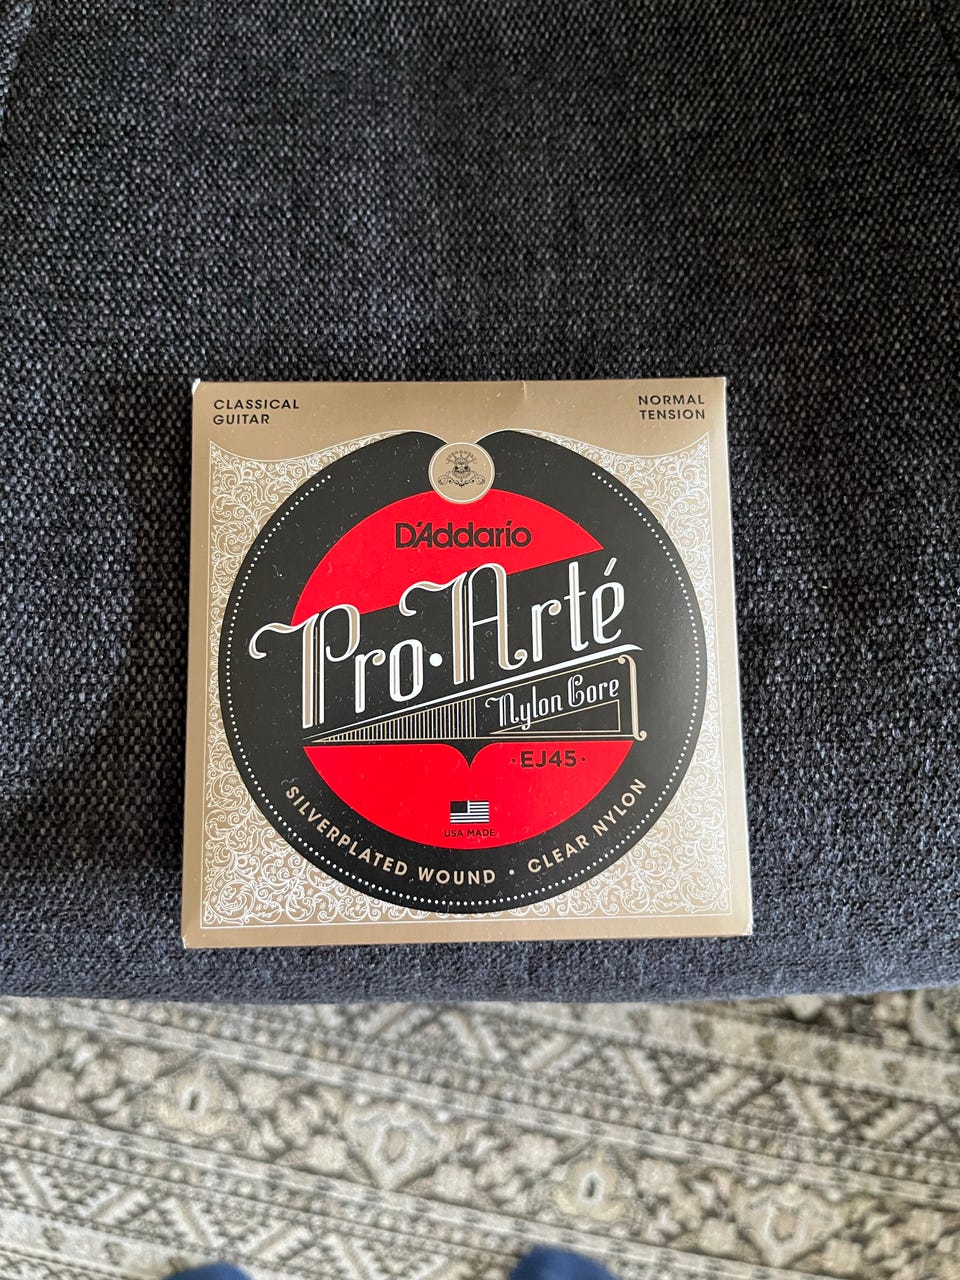 CLASSICAL
GUITAR
NORMAL
TENSION
D'Addario
Pro·Arté
Nylon Core
·EJ45·
USA MADE
SILVERPLATED WOUND • CLEAR NYLON